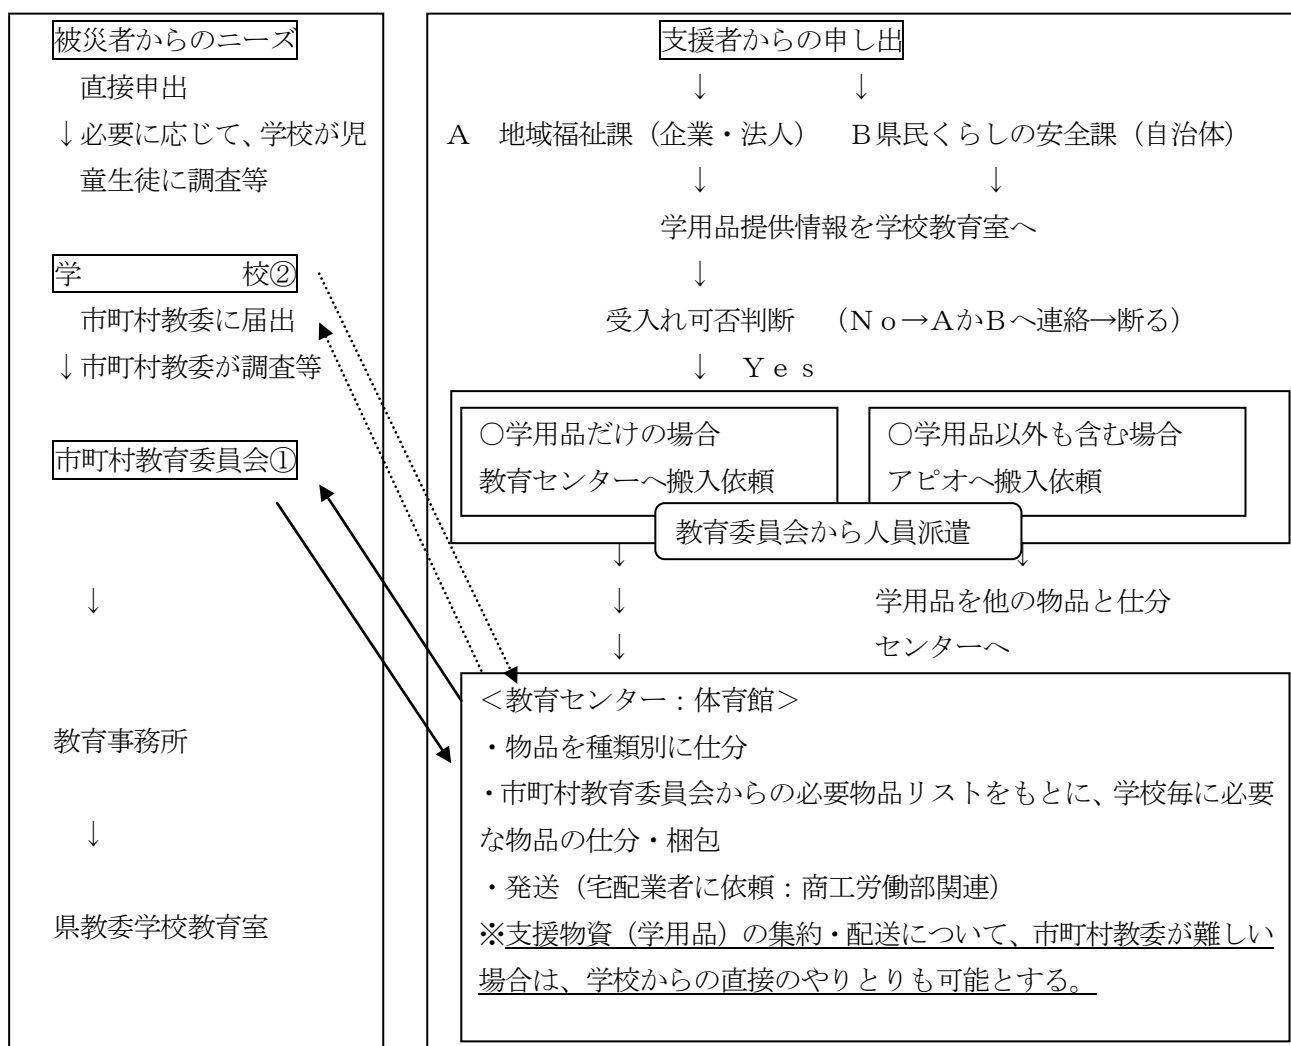 被災者からのニーズ
直接申出
↓必要に応じて、学校が児
童生徒に調査等
学　校②
市町村教委に届出
↓市町村教委が調査等
市町村教育委員会①
↓
教育事務所
↓
県教委学校教育室
支援者からの申し出
↓　↓
A　地域福祉課（企業・法人）　B県民くらしの安全課（自治体）
↓　↓
学用品提供情報を学校教育室へ
↓
受入れ可否判断　（No→AかBへ連絡→断る）
↓　Yes
○学用品だけの場合
教育センターへ搬入依頼
○学用品以外も含む場合
アピオへ搬入依頼
教育委員会から人員派遣
↓　↓
↓　学用品を他の物品と仕分
↓　センターへ
＜教育センター：体育館＞
・物品を種類別に仕分
・市町村教育委員会からの必要物品リストをもとに、学校毎に必要
な物品の仕分・梱包
・発送（宅配業者に依頼：商工労働部関連）
※支援物資（学用品）の集約・配送について、市町村教委が難しい
場合は、学校からの直接のやりとりも可能とする。